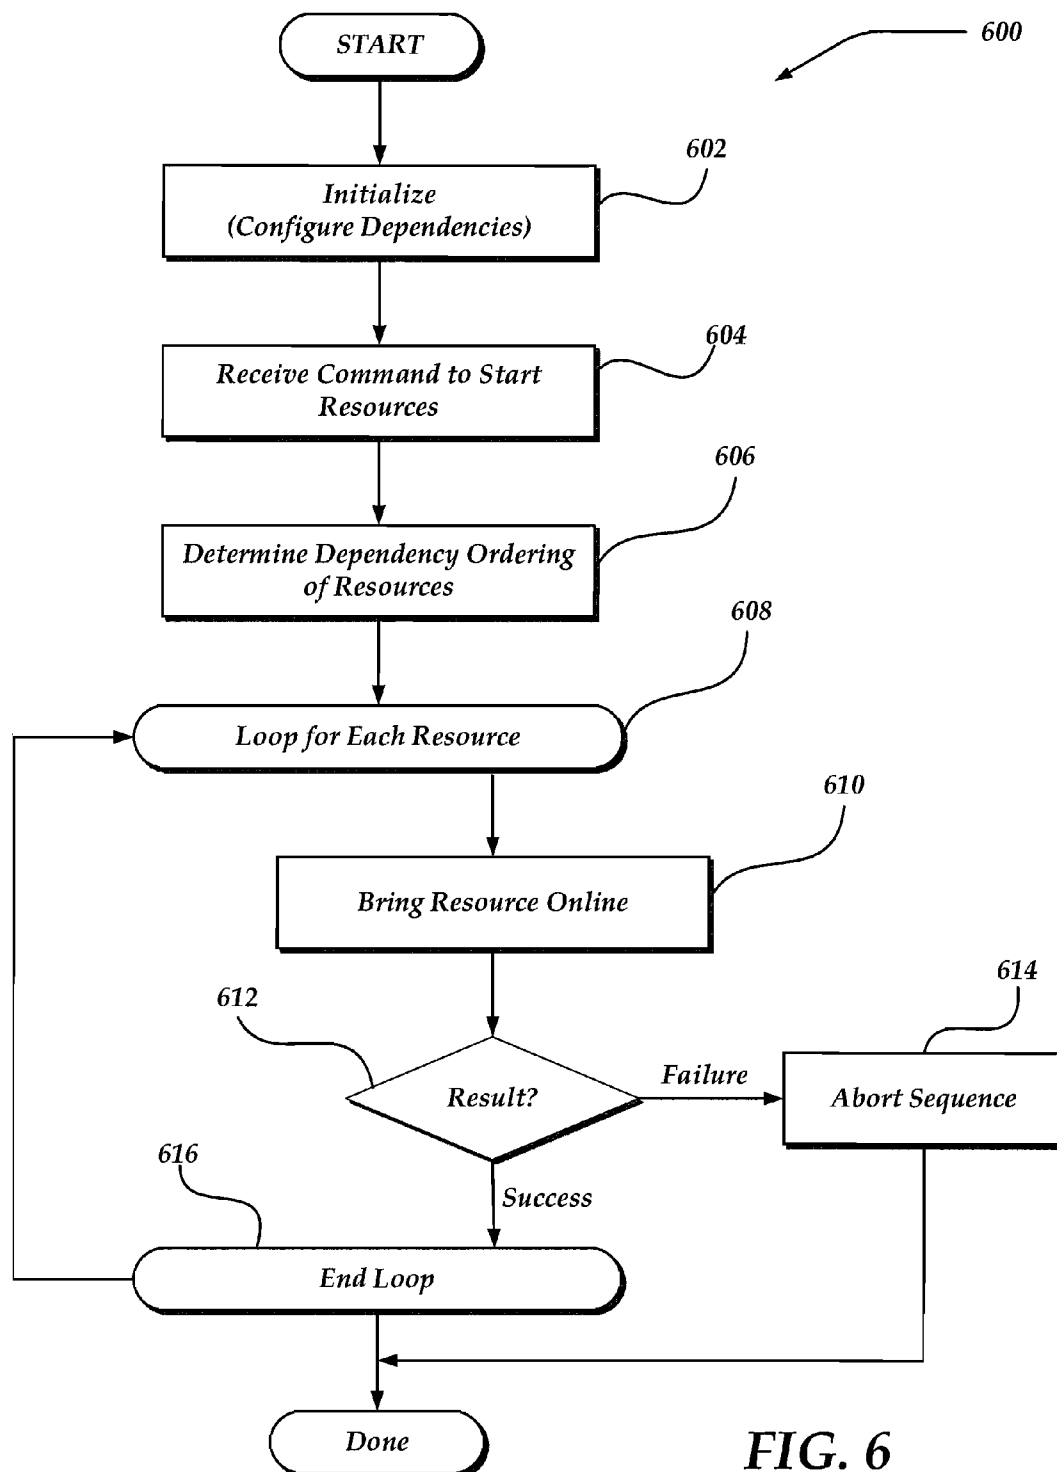 START
600
602
Initialize
(Configure Dependencies)
604
Receive Command to Start
Resources
606
Determine Dependency Ordering
of Resources
608
Loop for Each Resource
610
Bring Resource Online
612
614
Result?
Failure
Abort Sequence
616
Success
End Loop
Done
FIG. 6